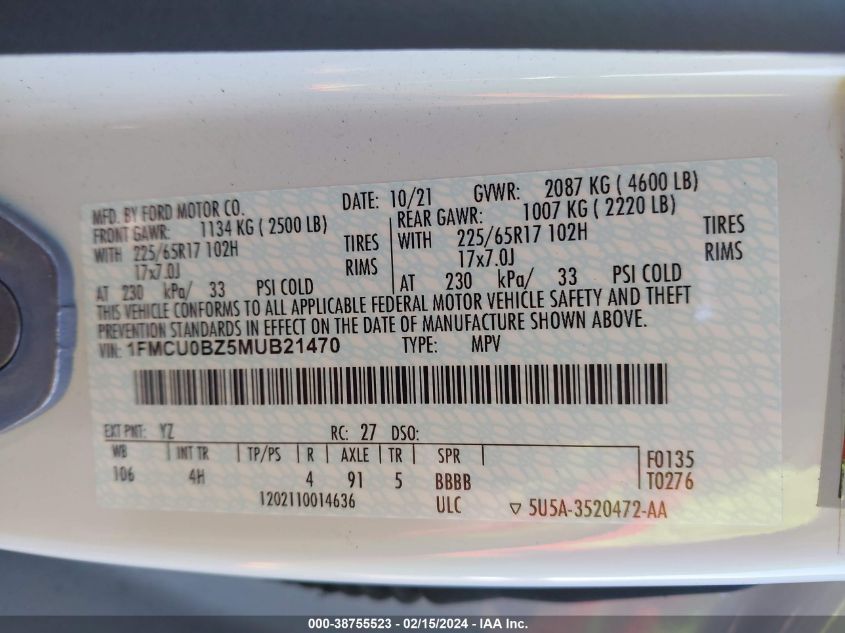 MFD. BY FORD MOTOR CO. DATE: 10/21 GVWR: 2087 KG ( 4600 LB)
FRONT GAWR: 1134 KG ( 2500 LB) REAR GAWR: 1007 KG ( 2220 LB)
WITH 225/65R17 102H TIRES WITH 225/65R17 102H TIRES
17x7.0J RIMS 17x7.0J RIMS
AT 230 kPa/ 33 PSI COLD AT 230 kPa/ 33 PSI COLD
THIS VEHICLE CONFORMS TO ALL APPLICABLE FEDERAL MOTOR VEHICLE SAFETY AND THEFT
PREVENTION STANDARDS IN EFFECT ON THE DATE OF MANUFACTURE SHOWN ABOVE.
VIN: 1FMCU0BZ5MUB21470 TYPE: MPV
EXT PNT: YZ RC: 27 DSO:
WB INT TR TP/PS R AXLE TR SPR F0135
106 4H 4 91 5 BBBB T0276
1202110014636 ULC ▽ 5U5A-3520472-AA
000-38755523 - 02/15/2024 - IAA Inc.